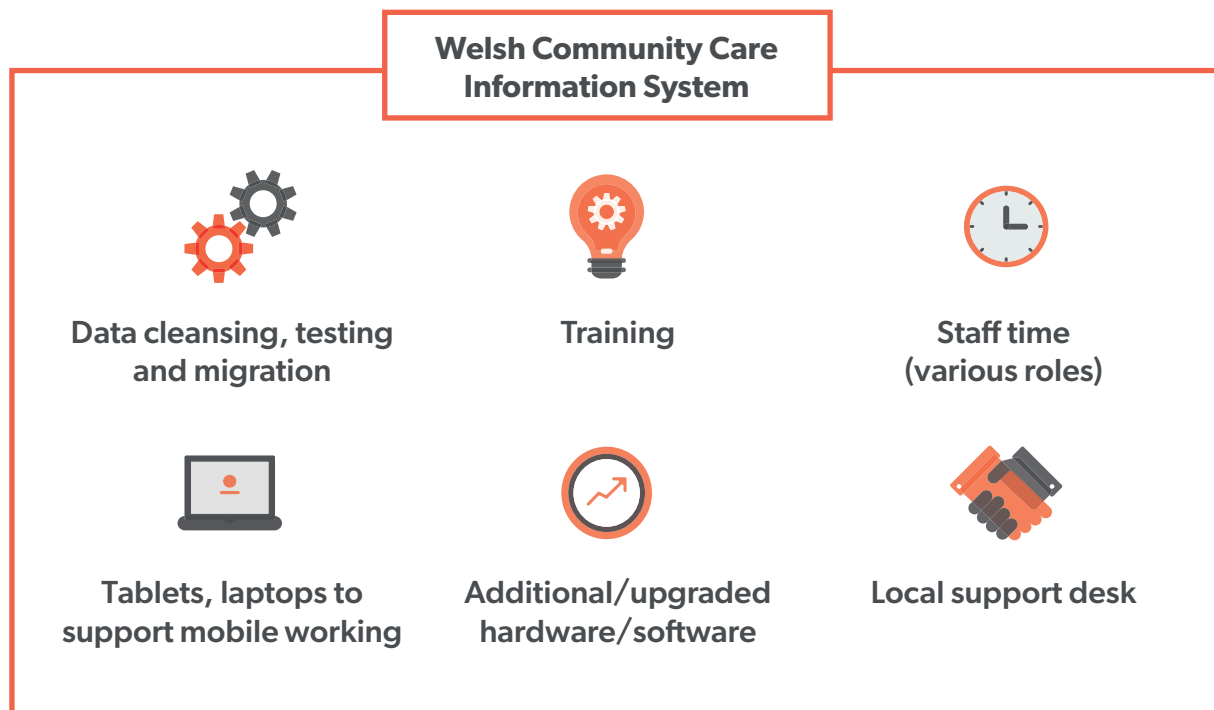 Welsh Community Care
Information System
Data cleansing, testing
and migration
Training
Staff time
(various roles)
Tablets, laptops to
support mobile working
Additional/upgraded
hardware/software
Local support desk